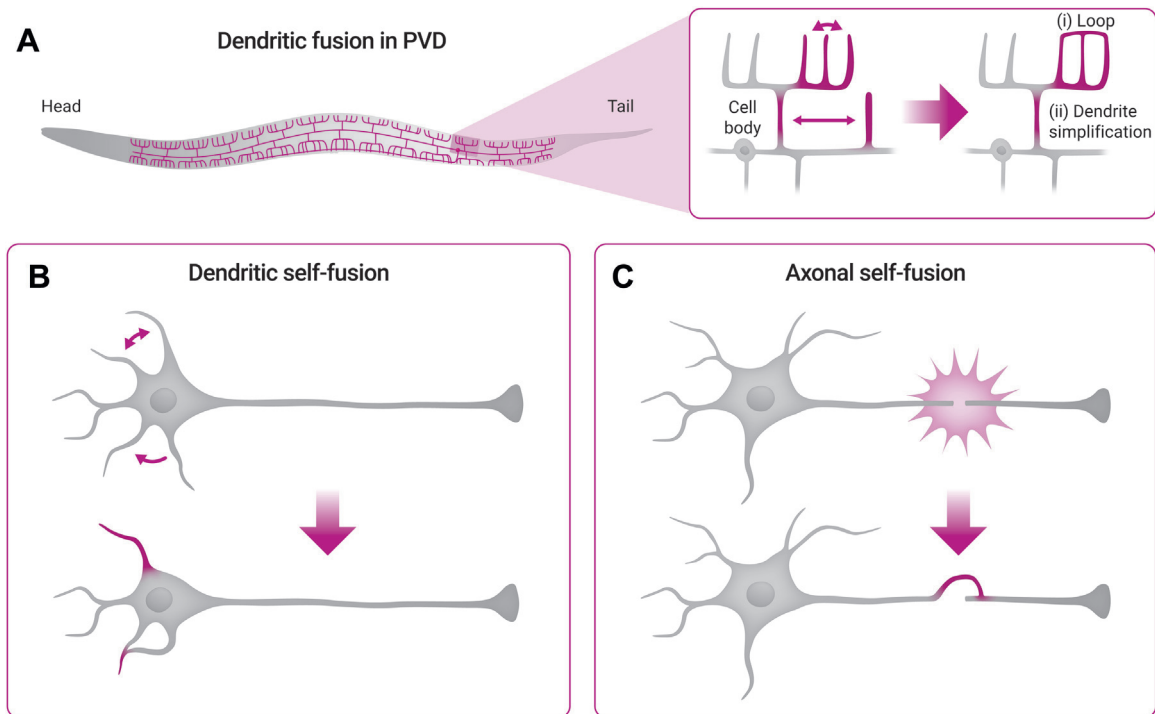 A
Dendritic fusion in PVD
Head
Tail
Cell
body
(i) Loop
(ii) Dendrite
simplification
B
Dendritic self-fusion
C
Axonal self-fusion